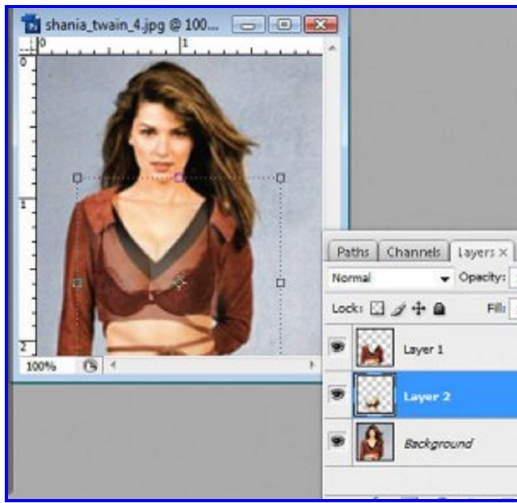 shania_twain_4.jpg @ 100...
0
1
0
1
2
100%
Paths Channels Layers ×
Normal Opacity:
Lock: Fill:
Layer 1
Layer 2
Background